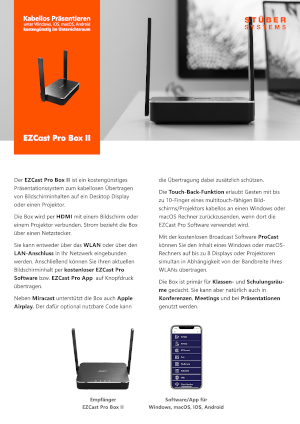 Kabellos Präsentieren
unter Windows, iOS, macOS, Android
kostengünstig im Unterrichtsraum
STÜBER
SYSTEMS
EZCast Pro Box II
Der EZCast Pro Box II ist ein kostengünstiges
Präsentationssystem zum kabellosen Übertragen
von Bildschirminhalten auf ein Desktop Display
oder einen Projektor.
Die Box wird per HDMI mit einem Bildschirm oder
einem Projektor verbunden. Strom bezieht die Box
über einen Netzstecker.
Sie kann entweder über das WLAN oder über den
LAN-Anschluss in Ihr Netzwerk eingebunden
werden. Anschließend können Sie Ihren aktuellen
Bildschirminhalt per kostenloser EZCast Pro
Software bzw. EZCast Pro App auf Knopfdruck
übertragen.
Neben Miracast unterstützt die Box auch Apple
Airplay. Der dafür optional nutzbare Code kann
die Übertragung dabei zusätzlich schützen.
Die Touch-Back-Funktion erlaubt Gesten mit bis
zu 10-Finger eines multitouch-fähigen Bild-
schirms/Projektors kabellos an einen Windows oder
macOS Rechner zurückzusenden, wenn dort die
EZCast Pro Software verwendet wird.
Mit der kostenlosen Broadcast Software ProCast
können Sie den Inhalt eines Windows oder macOS-
Rechners auf bis zu 8 Displays oder Projektoren
simultan in Abhängigkeit von der Bandbreite Ihres
WLANs übertragen.
Die Box ist primär für Klassen- und Schulungsräu-
me gedacht. Sie kann aber natürlich auch in
Konferenzen, Meetings und bei Präsentationen
genutzt werden.
Empfänger
EZCast Pro Box II
Software/App für
Windows, macOS, iOS, Android